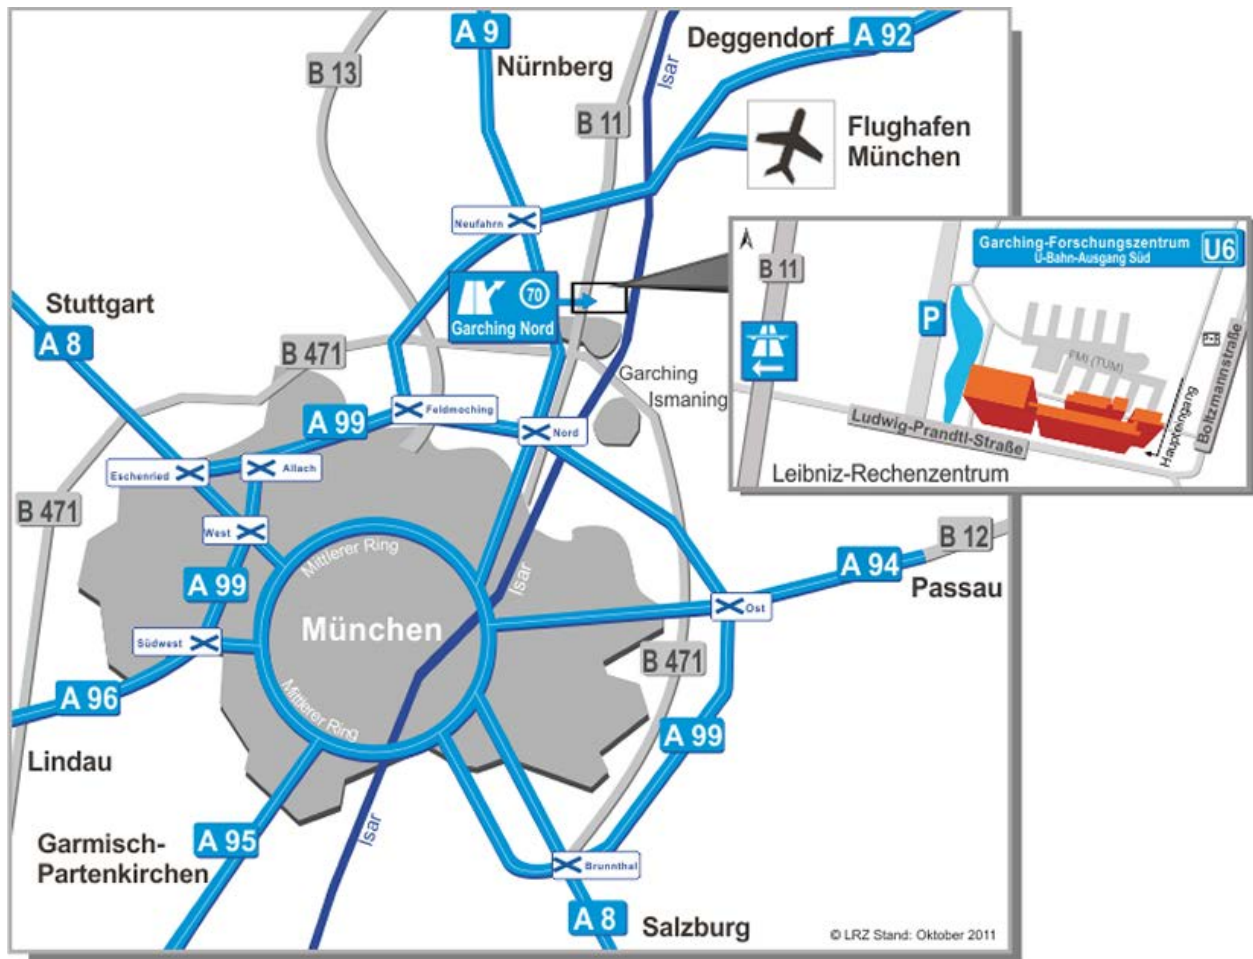 A 9
Nürnberg
Deggendorf
A 92
B 13
Isar
B 11
Flughafen
München
Neufahrn
Garching-Forschungszentrum
U-Bahn-Ausgang Süd
U6
B 11
P
FMI (TUM)
Boltzmannstraße
Haupteingang
Ludwig-Prandtl-Straße
Leibniz-Rechenzentrum
Stuttgart
A 8
70
Garching Nord
B 471
Garching
Ismaning
A 99
Feldmoching
Nord
Eschenried
Allach
B 471
West
Mittlerer Ring
B 12
A 94
Passau
A 99
Isar
Ost
München
Südwest
B 471
A 96
Mittlerer Ring
A 99
Lindau
A 95
Isar
Garmisch-
Partenkirchen
Brunnthal
A 8
Salzburg
© LRZ Stand: Oktober 2011